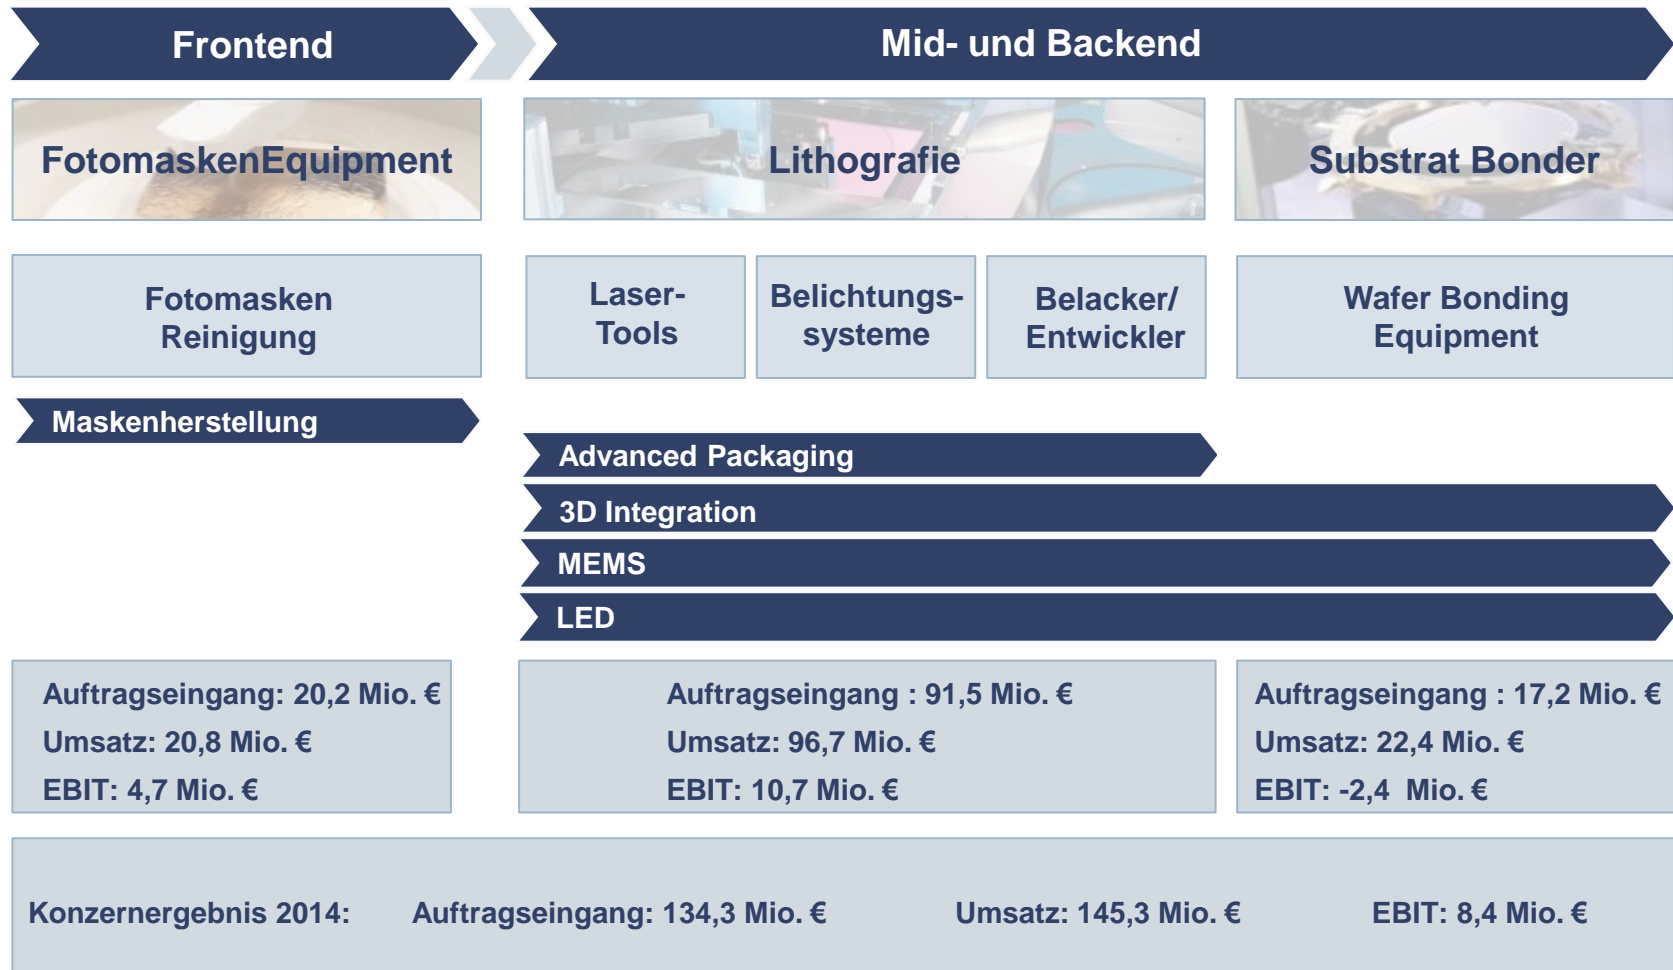 Frontend
Mid- und Backend
FotomaskenEquipment
Lithografie
Substrat Bonder
Fotomasken
Reinigung
Laser-
Tools
Belichtungs-
systeme
Belacker/
Entwickler
Wafer Bonding
Equipment
Maskenherstellung
Advanced Packaging
3D Integration
MEMS
LED
Auftragseingang: 20,2 Mio. €
Umsatz: 20,8 Mio. €
EBIT: 4,7 Mio. €
Auftragseingang : 91,5 Mio. €
Umsatz: 96,7 Mio. €
EBIT: 10,7 Mio. €
Auftragseingang : 17,2 Mio. €
Umsatz: 22,4 Mio. €
EBIT: -2,4 Mio. €
Konzernergebnis 2014: Auftragseingang: 134,3 Mio. € Umsatz: 145,3 Mio. € EBIT: 8,4 Mio. €